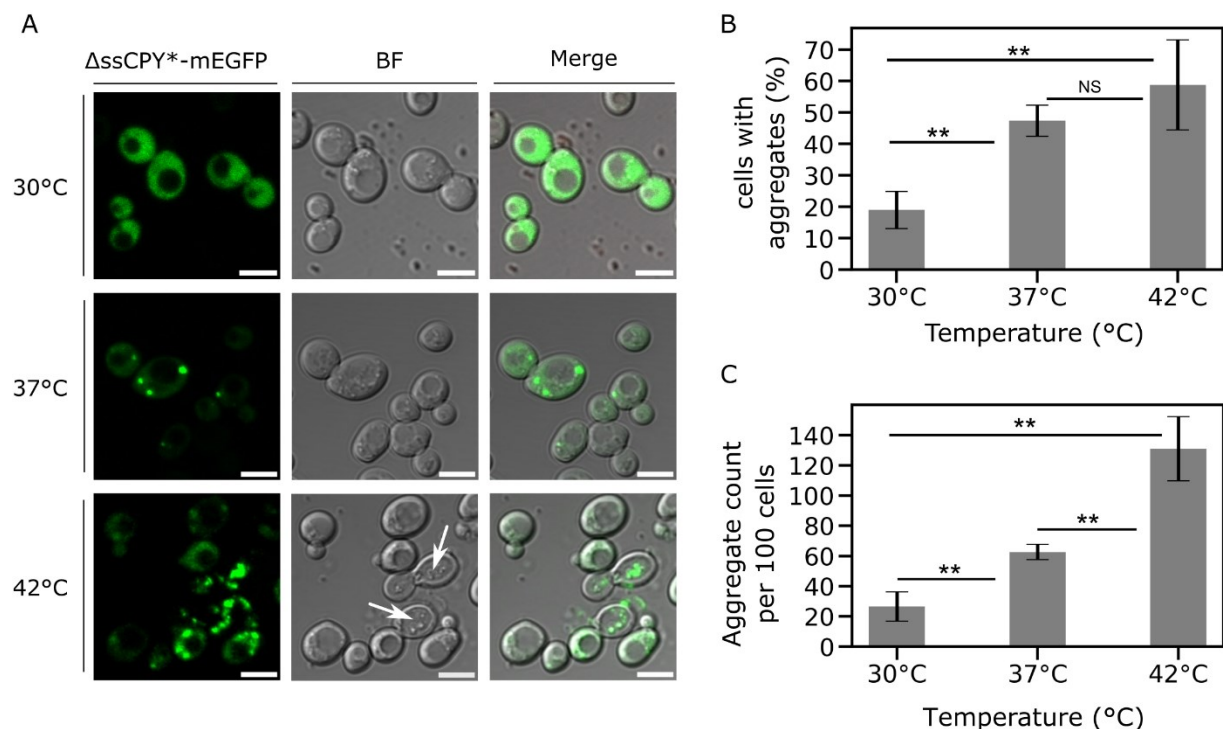 A
ΔssCPY*-mEGFP
BF
Merge
30°C
37°C
42°C
B
cells with
aggregates (%)
70
60
50
40
30
20
10
0
**
**
NS
30°C
37°C
42°C
Temperature (°C)
C
Aggregate count
per 100 cells
140
120
100
80
60
40
20
0
**
**
**
30°C
37°C
42°C
Temperature (°C)